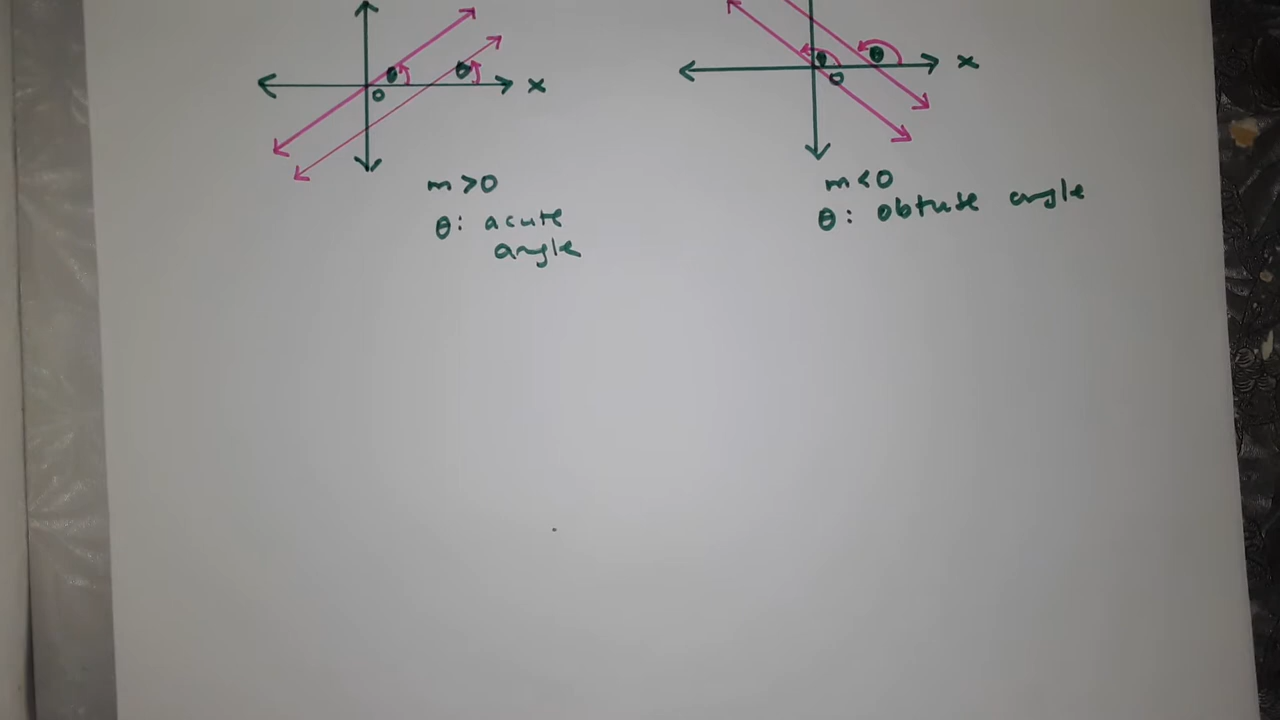 θ θ x
O
m > 0
θ: acute
angle
θ θ x
O
m < 0
θ: obtuse angle